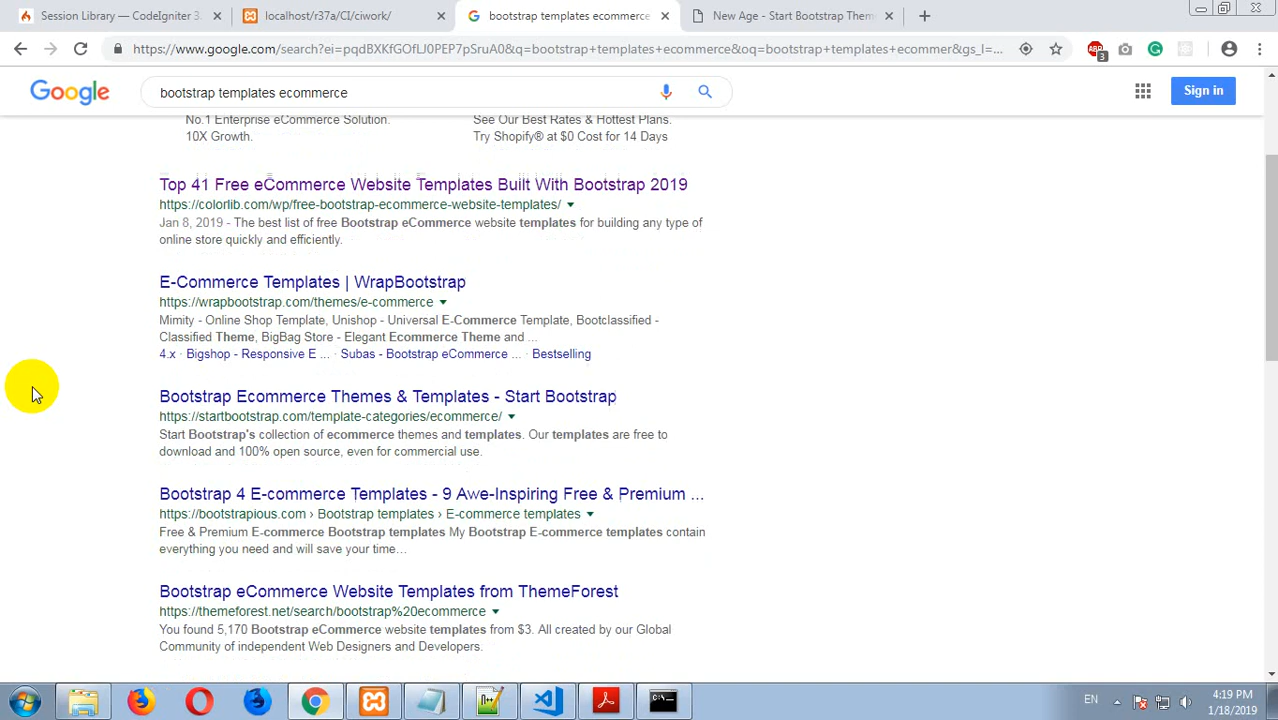 Session Library — CodeIgniter 3.
localhost/r37a/CI/ciwork/
bootstrap templates ecommerce
New Age - Start Bootstrap Them
https://www.google.com/search?ei=pqdBXKfGOfLJ0PEP7pSruA0&q=bootstrap+templates+ecommerce&oq=bootstrap+templates+ecommer&gs_l=...
3
Google
bootstrap templates ecommerce
Sign in
No.1 Enterprise eCommerce Solution.
10X Growth.
See Our Best Rates & Hottest Plans.
Try Shopify® at $0 Cost for 14 Days
Top 41 Free eCommerce Website Templates Built With Bootstrap 2019
https://colorlib.com/wp/free-bootstrap-ecommerce-website-templates/
Jan 8, 2019 - The best list of free Bootstrap eCommerce website templates for building any type of
online store quickly and efficiently.
E-Commerce Templates | WrapBootstrap
https://wrapbootstrap.com/themes/e-commerce
Mimity - Online Shop Template, Unishop - Universal E-Commerce Template, Bootclassified -
Classified Theme, BigBag Store - Elegant Ecommerce Theme and ...
4.x · Bigshop - Responsive E ... · Subas - Bootstrap eCommerce ... · Bestselling
Bootstrap Ecommerce Themes & Templates - Start Bootstrap
https://startbootstrap.com/template-categories/ecommerce/
Start Bootstrap's collection of ecommerce themes and templates. Our templates are free to
download and 100% open source, even for commercial use.
Bootstrap 4 E-commerce Templates - 9 Awe-Inspiring Free & Premium ...
https://bootstrapious.com › Bootstrap templates › E-commerce templates
Free & Premium E-commerce Bootstrap templates My Bootstrap E-commerce templates contain
everything you need and will save your time…
Bootstrap eCommerce Website Templates from ThemeForest
https://themeforest.net/search/bootstrap%20ecommerce
You found 5,170 Bootstrap eCommerce website templates from $3. All created by our Global
Community of independent Web Designers and Developers.
EN
4:19 PM
1/18/2019